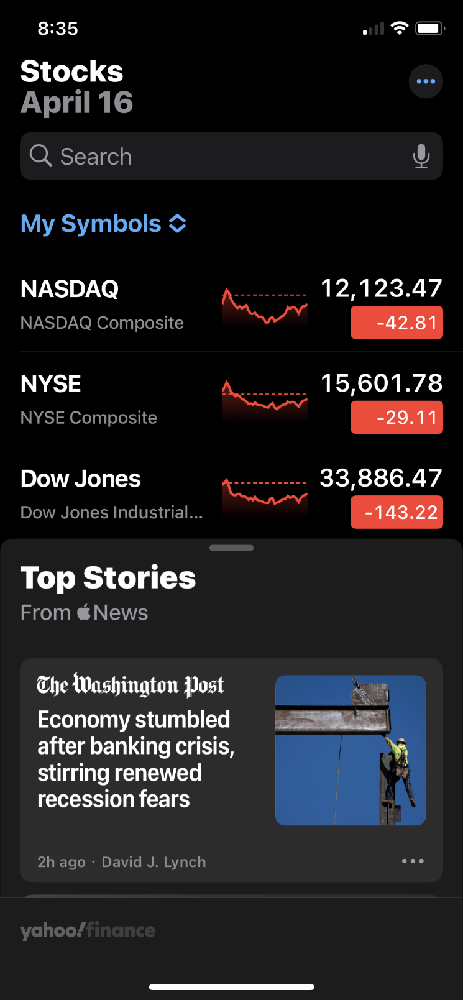 8:35
Stocks
April 16
Search
My Symbols
NASDAQ
12,123.47
NASDAQ Composite
-42.81
NYSE
15,601.78
NYSE Composite
-29.11
Dow Jones
33,886.47
Dow Jones Industrial...
-143.22
Top Stories
From News
The Washington Post
Economy stumbled
after banking crisis,
stirring renewed
recession fears
2h ago · David J. Lynch
yahoo!finance